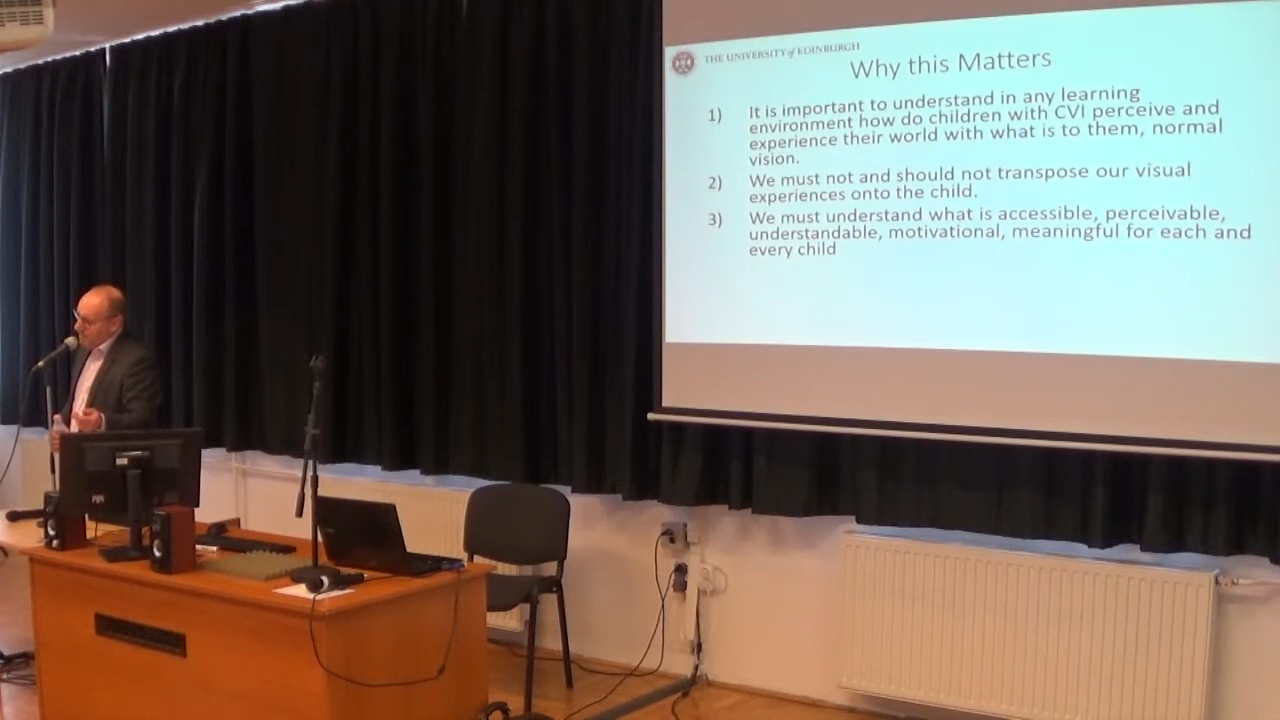 THE UNIVERSITY of EDINBURGH
Why this Matters
1) It is important to understand in any learning
environment how do children with CVI perceive and
experience their world with what is to them, normal
vision.
2) We must not and should not transpose our visual
experiences onto the child.
3) We must understand what is accessible, perceivable,
understandable, motivational, meaningful for each and
every child